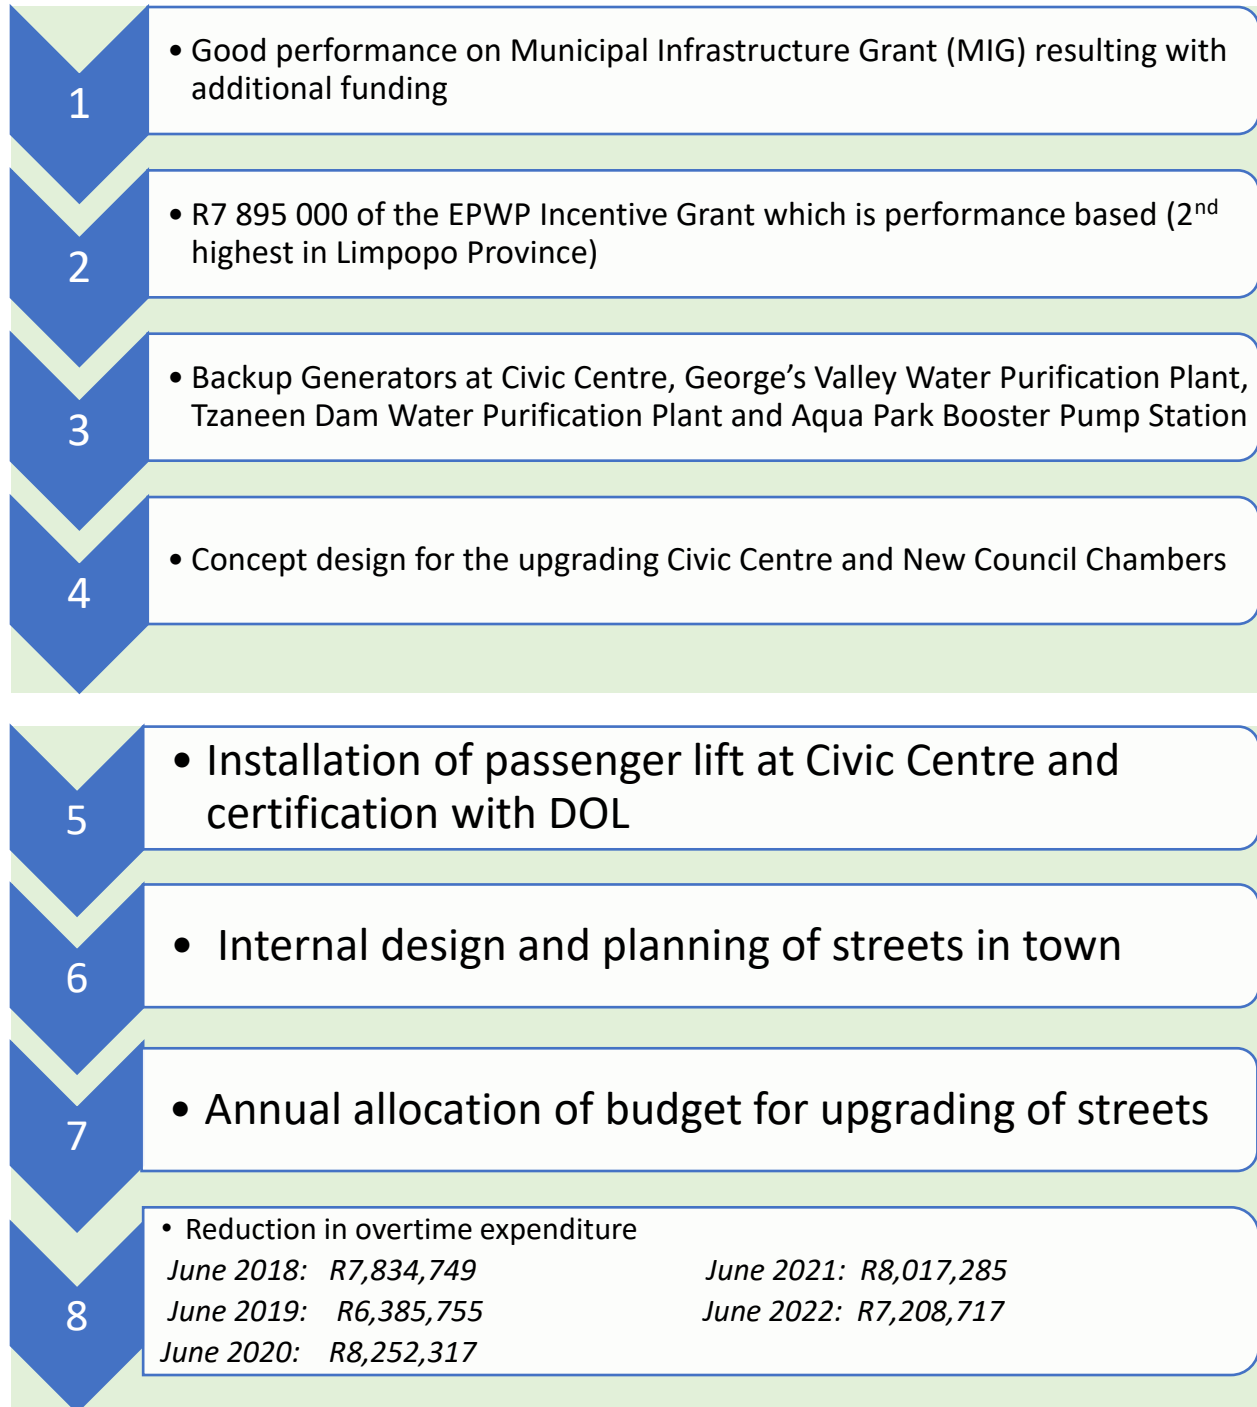 1
• Good performance on Municipal Infrastructure Grant (MIG) resulting with
additional funding
2
• R7 895 000 of the EPWP Incentive Grant which is performance based (2nd
highest in Limpopo Province)
3
• Backup Generators at Civic Centre, George’s Valley Water Purification Plant,
Tzaneen Dam Water Purification Plant and Aqua Park Booster Pump Station
4
• Concept design for the upgrading Civic Centre and New Council Chambers
5
• Installation of passenger lift at Civic Centre and
certification with DOL
6
• Internal design and planning of streets in town
7
• Annual allocation of budget for upgrading of streets
8
• Reduction in overtime expenditure
June 2018: R7,834,749 June 2021: R8,017,285
June 2019: R6,385,755 June 2022: R7,208,717
June 2020: R8,252,317